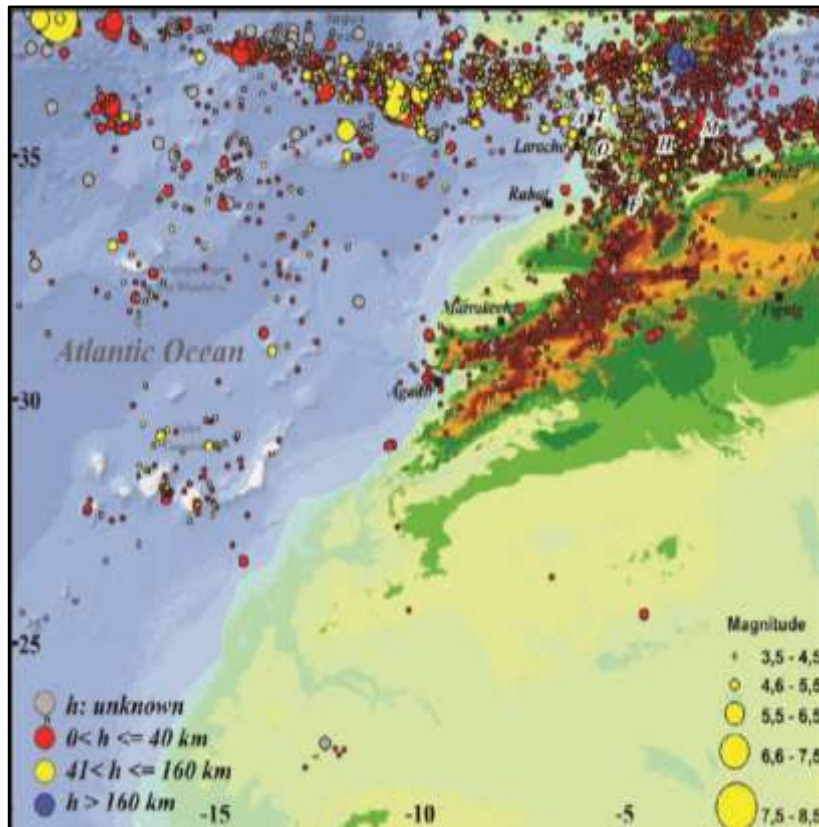 35
Larache
A
T
O
H
M
F
Oujda
Rabat
Marrakech
Figuig
Atlantic Ocean
Agadir
30
25
Magnitude
3,5 - 4,5
4,6 - 5,5
5,5 - 6,5
6,6 - 7,5
7,5 - 8,5
h: unknown
0< h <= 40 km
41< h <= 160 km
h > 160 km
-15
-10
-5